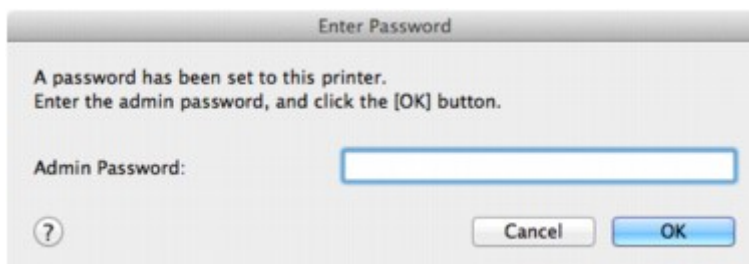 Enter Password
A password has been set to this printer.
Enter the admin password, and click the [OK] button.
Admin Password:
?
Cancel
OK